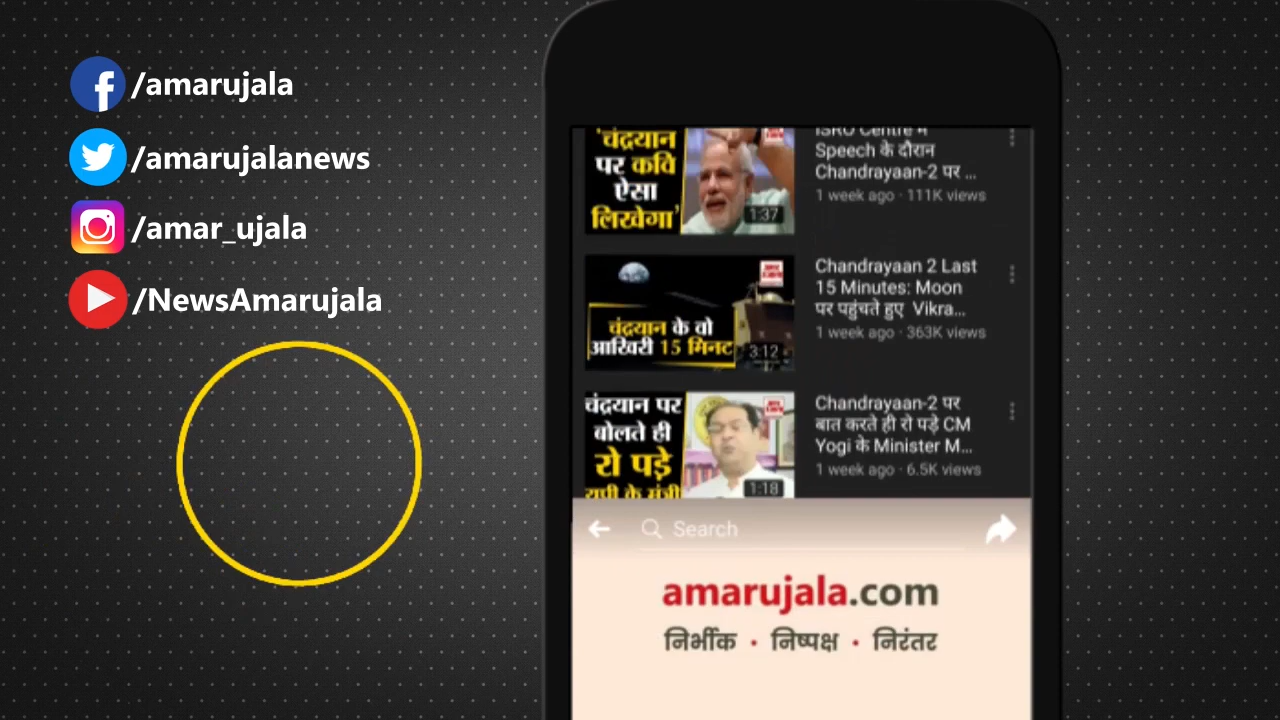 /amarujala
/amarujalanews
/amar_ujala
/NewsAmarujala
'चंद्रयान
पर कवि
ऐसा
लिखेगा'
1:37
ISRO Centre में
Speech के दौरान
Chandrayaan-2 पर ...
1 week ago · 111K views
चंद्रयान के वो
आखिरी 15 मिनट
3:12
Chandrayaan 2 Last
15 Minutes: Moon
पर पहुंचते हुए Vikra...
1 week ago · 363K views
चंद्रयान पर
बोलते ही
रो पड़े
यूपी के मंत्री
1:18
Chandrayaan-2 पर
बात करते ही रो पड़े CM
Yogi के Minister M...
1 week ago · 6.5K views
Search
amarujala.com
निर्भीक • निष्पक्ष • निरंतर